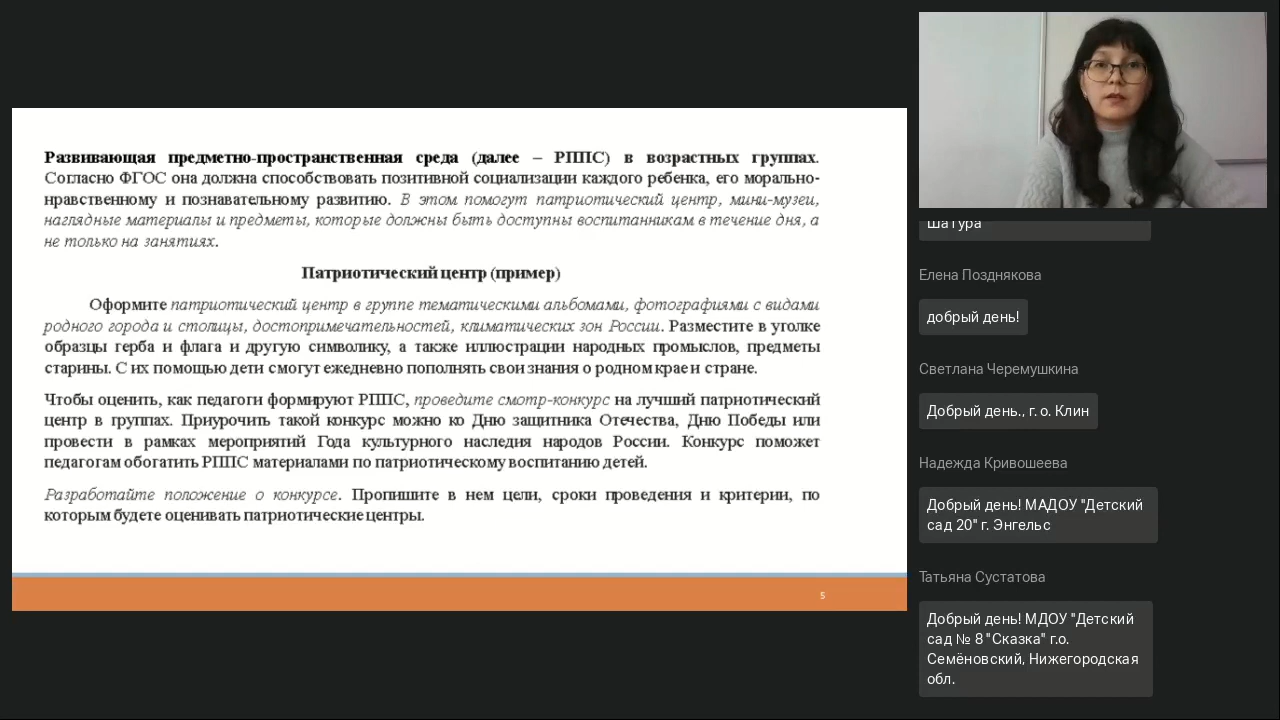 Развивающая предметно-пространственная среда (далее – РППС) в возрастных группах.
Согласно ФГОС она должна способствовать позитивной социализации каждого ребенка, его морально-
нравственному и познавательному развитию. В этом помогут патриотический центр, мини-музеи,
наглядные материалы и предметы, которые должны быть доступны воспитанникам в течение дня, а
не только на занятиях.
Патриотический центр (пример)
Оформите патриотический центр в группе тематическими альбомами, фотографиями с видами
родного города и столицы, достопримечательностей, климатических зон России. Разместите в уголке
образцы герба и флага и другую символику, а также иллюстрации народных промыслов, предметы
старины. С их помощью дети смогут ежедневно пополнять свои знания о родном крае и стране.
Чтобы оценить, как педагоги формируют РППС, проведите смотр-конкурс на лучший патриотический
центр в группах. Приурочить такой конкурс можно ко Дню защитника Отечества, Дню Победы или
провести в рамках мероприятий Года культурного наследия народов России. Конкурс поможет
педагогам обогатить РППС материалами по патриотическому воспитанию детей.
Разработайте положение о конкурсе. Пропишите в нем цели, сроки проведения и критерии, по
которым будете оценивать патриотические центры.
5
Шатура
Елена Позднякова
добрый день!
Светлана Черемушкина
Добрый день., г. о. Клин
Надежда Кривошеева
Добрый день! МАДОУ "Детский
сад 20" г. Энгельс
Татьяна Сустатова
Добрый день! МДОУ "Детский
сад № 8 "Сказка" г.о.
Семёновский, Нижегородская
обл.